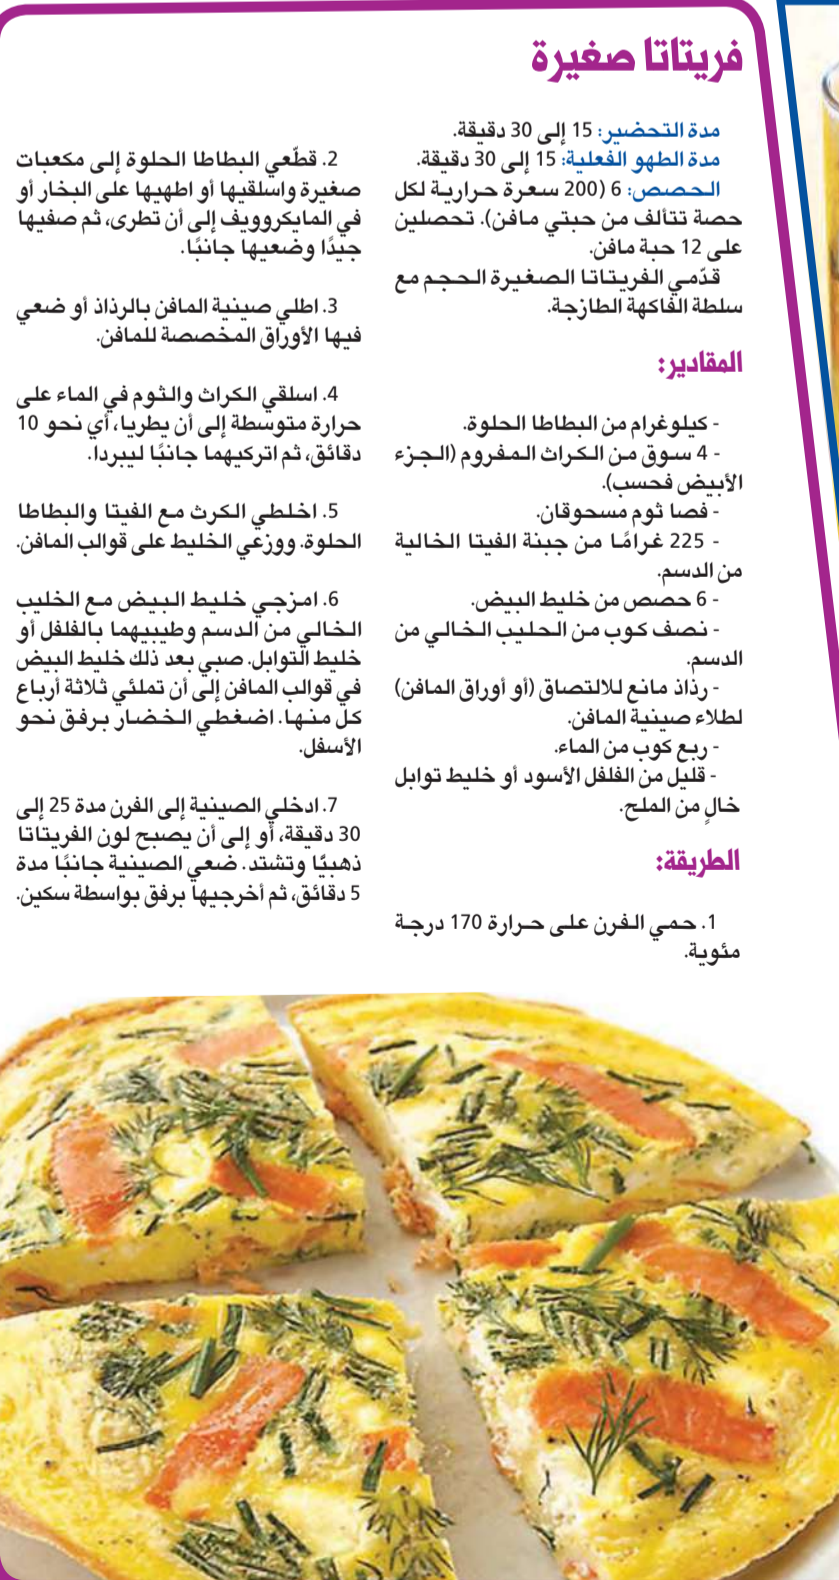 فريتاتا صغيرة
مدة التحضير: 15 إلى 30 دقيقة.
مدة الطهو الفعلية: 15 إلى 30 دقيقة.
الحصص: 6 (200 سعرة حرارية لكل
حصة تتألف من حبتي مافن). تحصلين
على 12 حبة مافن.
قدّمي الفريتاتا الصغيرة الحجم مع
سلطة الفاكهة الطازجة.
المقادير:
- كيلوغرام من البطاطا الحلوة.
- 4 سوق من الكراث المفروم (الجزء
الأبيض فحسب).
- فصا ثوم مسحوقان.
- 225 غرامًا من جبنة الفيتا الخالية
من الدسم.
- 6 حصص من خليط البيض.
- نصف كوب من الحليب الخالي من
الدسم.
- رذاذ مانع للالتصاق (أو أوراق المافن)
لطلاء صينية المافن.
- ربع كوب من الماء.
- قليل من الفلفل الأسود أو خليط توابل
خالٍ من الملح.
الطريقة:
1. حمي الفرن على حرارة 170 درجة
مئوية.
2. قطّعي البطاطا الحلوة إلى مكعبات
صغيرة واسلقيها أو اطهيها على البخار أو
في المايكروويف إلى أن تطرى، ثم صفيها
جيدًا وضعيها جانبًا.
3. اطلي صينية المافن بالرذاذ أو ضعي
فيها الأوراق المخصصة للمافن.
4. اسلقي الكراث والثوم في الماء على
حرارة متوسطة إلى أن يطريا، أي نحو 10
دقائق، ثم اتركيهما جانبًا ليبردا.
5. اخلطي الكرث مع الفيتا والبطاطا
الحلوة. ووزعي الخليط على قوالب المافن.
6. امزجي خليط البيض مع الخليب
الخالي من الدسم وطيبيهما بالفلفل أو
خليط التوابل. صبي بعد ذلك خليط البيض
في قوالب المافن إلى أن تملئي ثلاثة أرباع
كل منها. اضغطي الخضار برفق نحو
الأسفل.
7. ادخلي الصينية إلى الفرن مدة 25 إلى
30 دقيقة، أو إلى أن يصبح لون الفريتاتا
ذهبيًا وتشتد. ضعي الصينية جانبًا مدة
5 دقائق، ثم أخرجيها برفق بواسطة سكين.